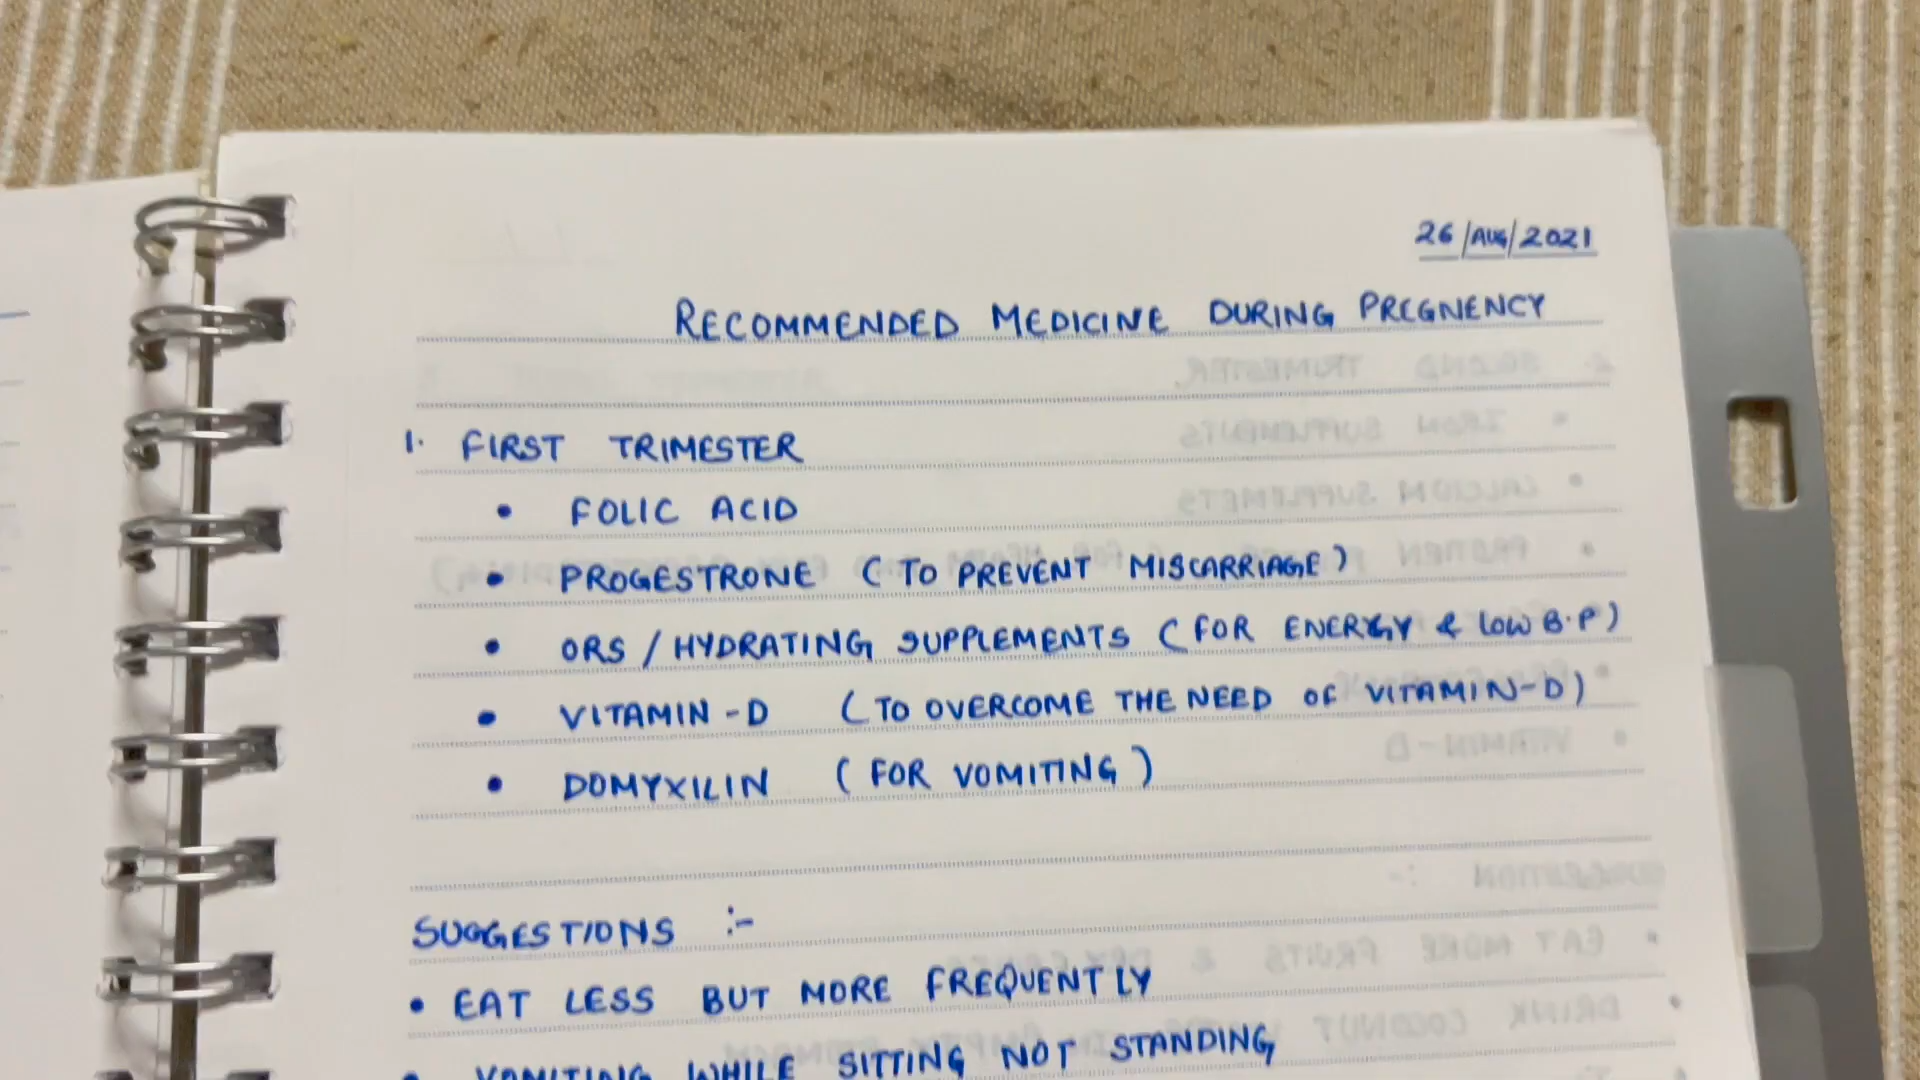 26/AUG/2021
RECOMMENDED MEDICINE DURING PREGNENCY
1. FIRST TRIMESTER
• FOLIC ACID
• PROGESTRONE (TO PREVENT MISCARRIAGE)
• ORS / HYDRATING SUPPLEMENTS (FOR ENERGY & LOW B.P)
• VITAMIN-D (TO OVERCOME THE NEED OF VITAMIN-D)
• DOMYXILIN (FOR VOMITING)
SUGGESTIONS :-
• EAT LESS BUT MORE FREQUENTLY
• VOMITING WHILE SITTING NOT STANDING